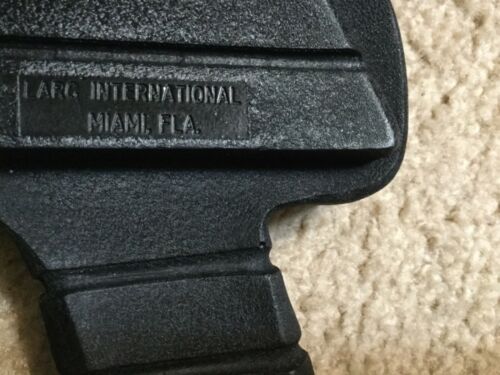 LARC INTERNATIONAL
MIAMI, FLA.